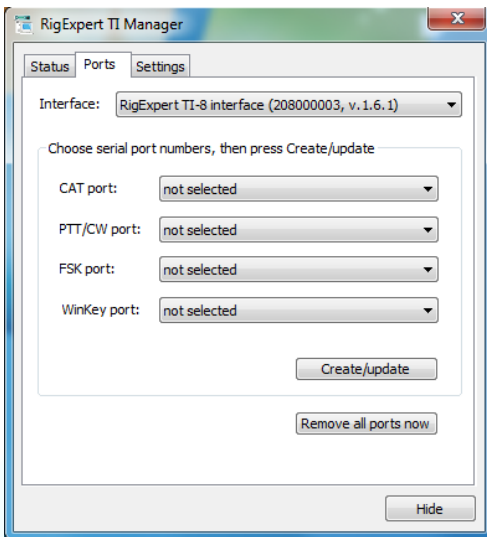 RigExpert TI Manager
Status Ports Settings
Interface: RigExpert TI-8 interface (208000003, v.1.6.1)
Choose serial port numbers, then press Create/update
CAT port: not selected
PTT/CW port: not selected
FSK port: not selected
WinKey port: not selected
Create/update
Remove all ports now
Hide